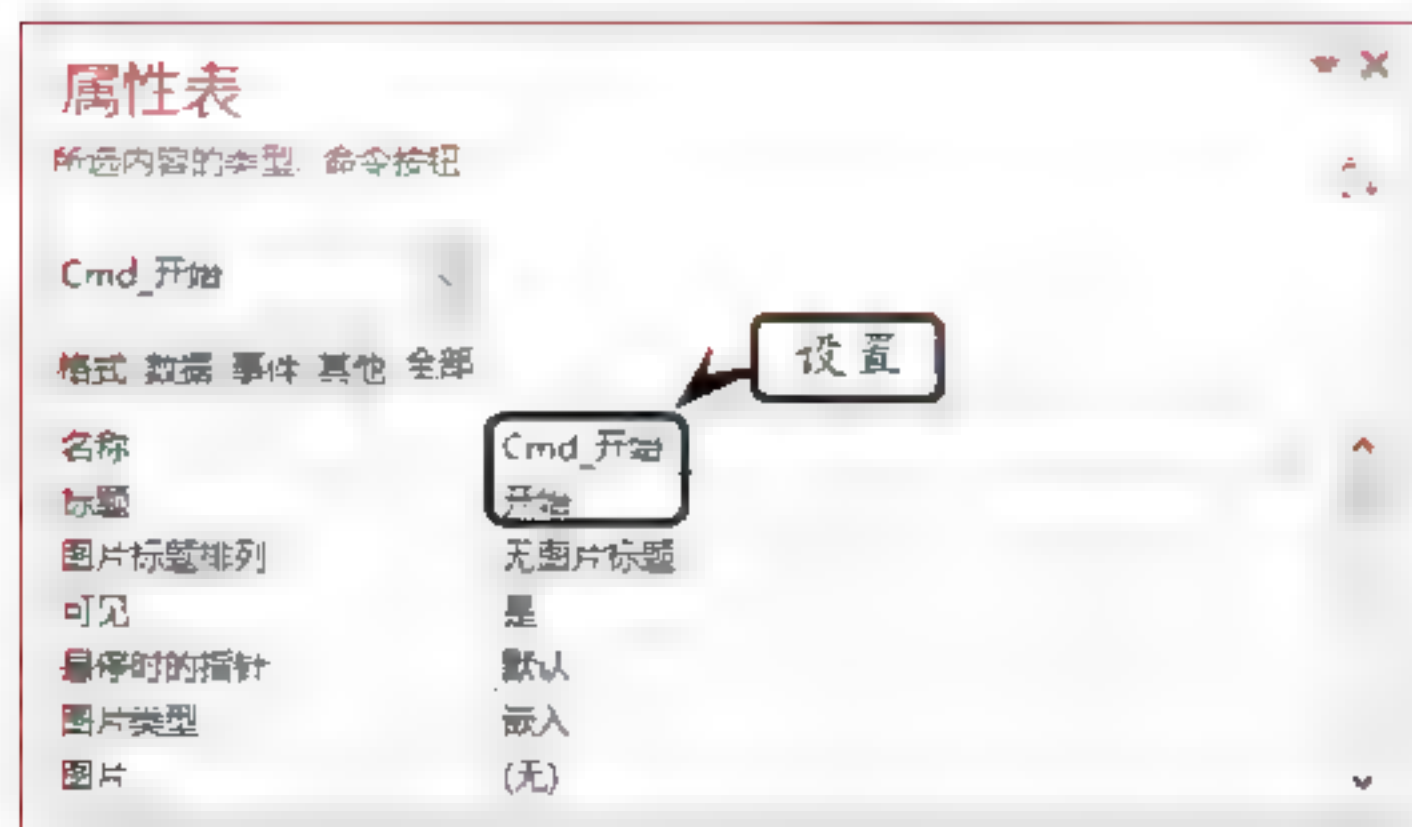 属性表
所选内容的类型: 命令按钮
Cmd_开始
设置
格式 数据 事件 其他 全部
名称 Cmd_开始
标题 开始
图片标题排列 无图片标题
可见 是
悬停时的指针 默认
图片类型 嵌入
图片 (无)